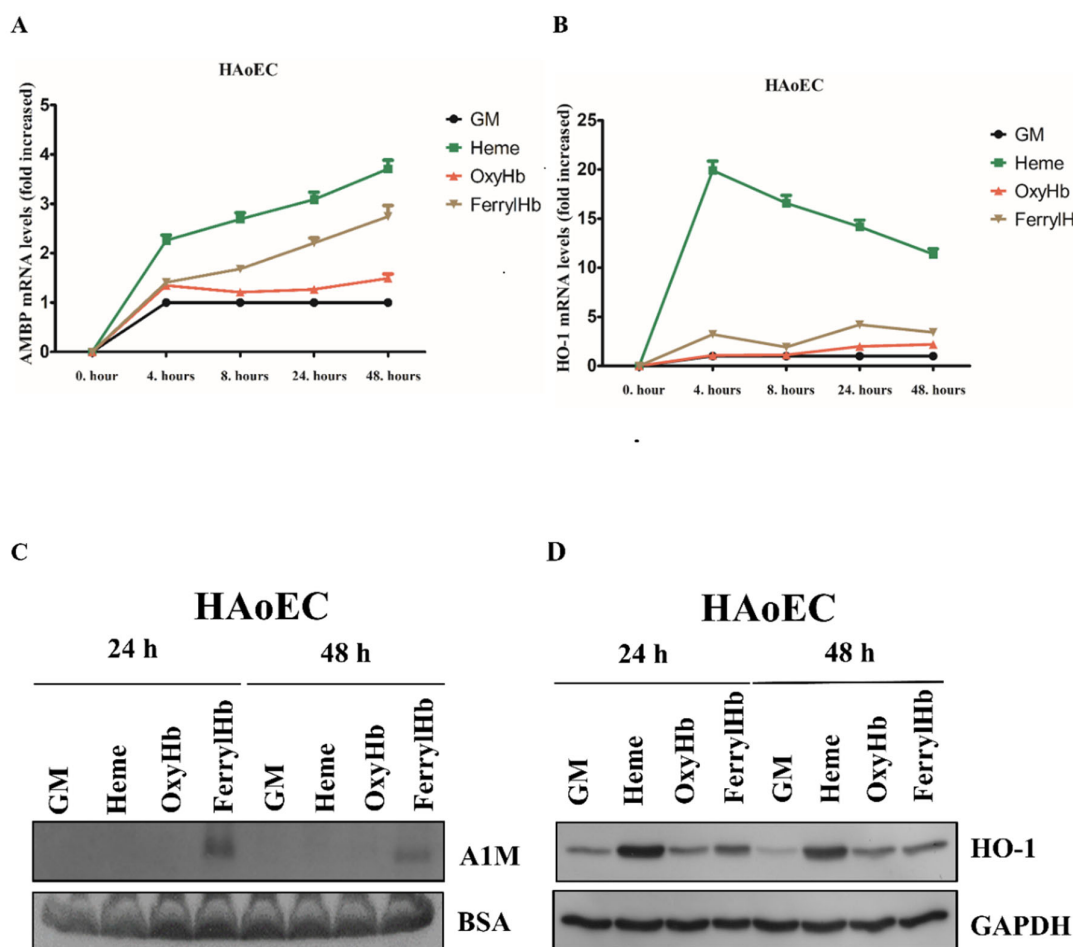 A
HAoEC
AMBP mRNA levels (fold increased)
5
4
3
2
1
0
0. hour 4. hours 8. hours 24. hours 48. hours
GM
Heme
OxyHb
FerrylHb
B
HAoEC
HO-1 mRNA levels (fold increased)
25
20
15
10
5
0
0. hour 4. hours 8. hours 24. hours 48. hours
GM
Heme
OxyHb
FerrylH
C
HAoEC
24 h 48 h
GM Heme OxyHb FerrylHb GM Heme OxyHb FerrylHb
A1M
BSA
D
HAoEC
24 h 48 h
GM Heme OxyHb FerrylHb GM Heme OxyHb FerrylHb
HO-1
GAPDH